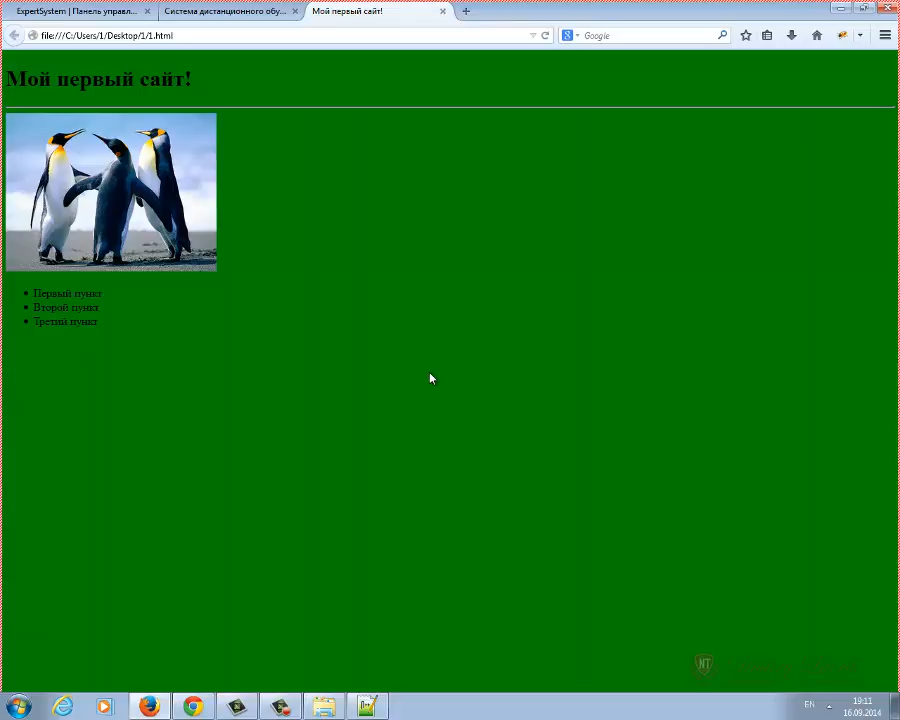 ExpertSystem | Панель управл...
Система дистанционного обу...
Мой первый сайт!
file:///C:/Users/1/Desktop/1/1.html
Google
Мой первый сайт!
Первый пункт
Второй пункт
Третий пункт
NT
EN
19:11
16.09.2014